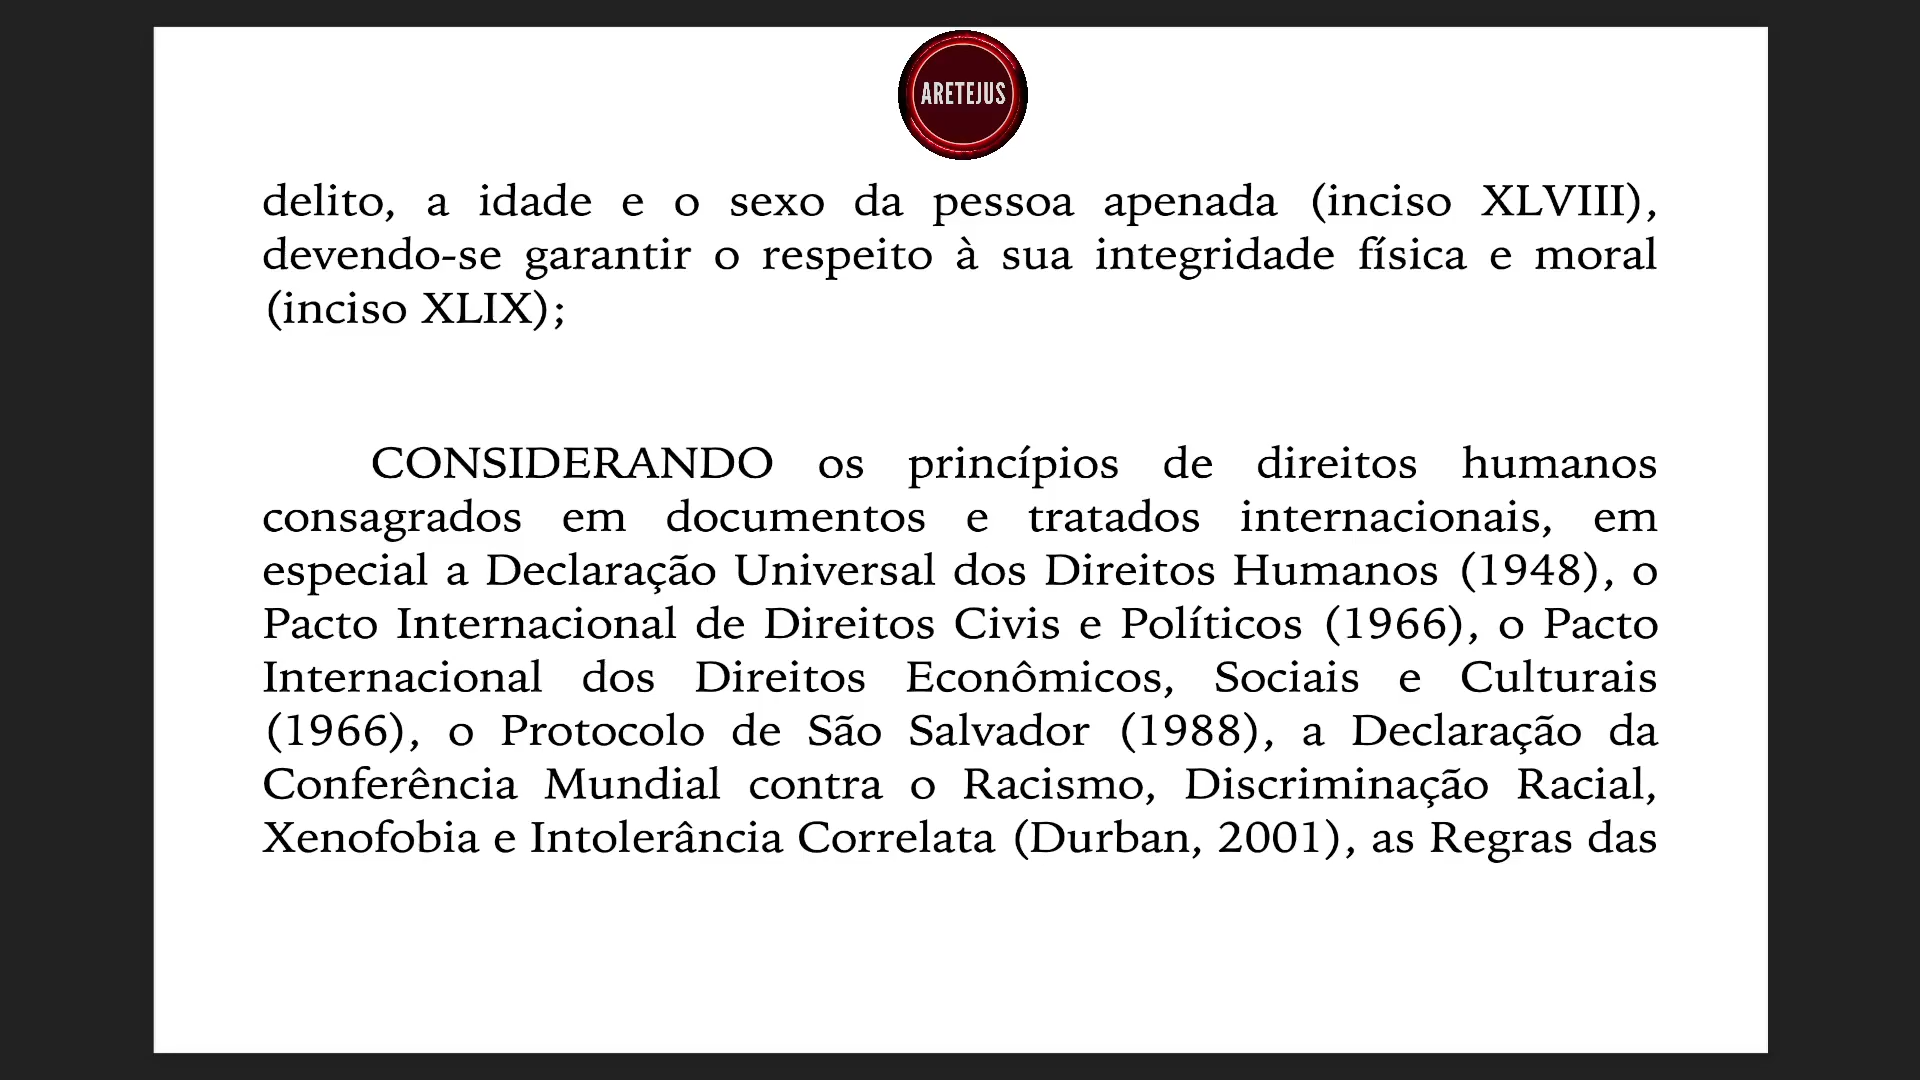 ARETEJUS
delito, a idade e o sexo da pessoa apenada (inciso XLVIII),
devendo-se garantir o respeito à sua integridade física e moral
(inciso XLIX);
CONSIDERANDO os princípios de direitos humanos
consagrados em documentos e tratados internacionais, em
especial a Declaração Universal dos Direitos Humanos (1948), o
Pacto Internacional de Direitos Civis e Políticos (1966), o Pacto
Internacional dos Direitos Econômicos, Sociais e Culturais
(1966), o Protocolo de São Salvador (1988), a Declaração da
Conferência Mundial contra o Racismo, Discriminação Racial,
Xenofobia e Intolerância Correlata (Durban, 2001), as Regras das